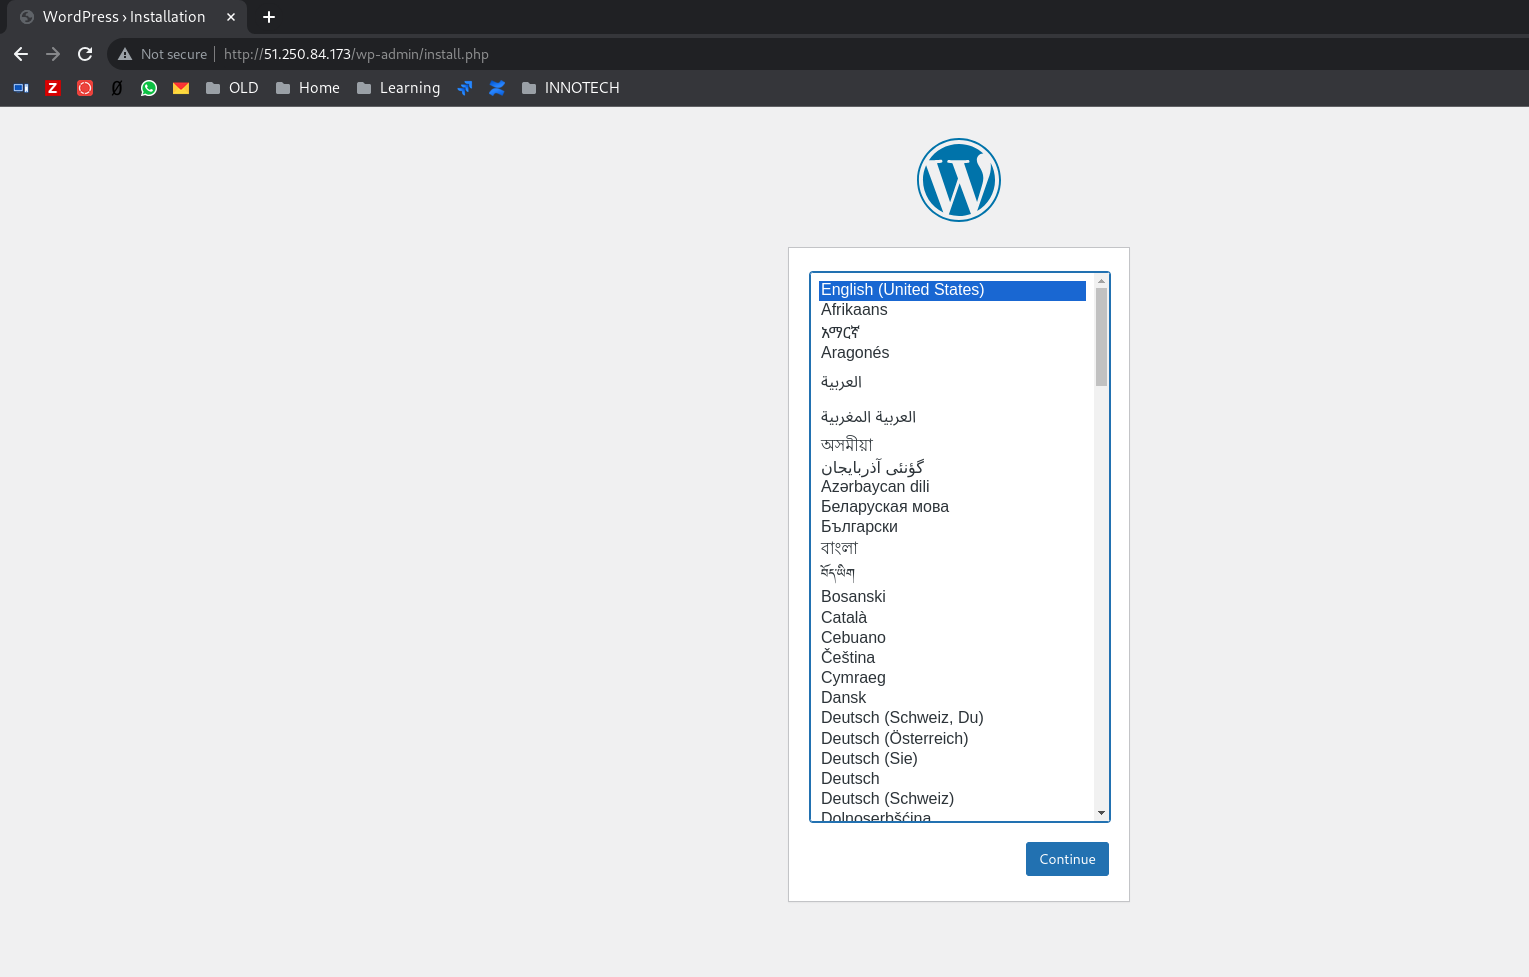 WordPress › Installation
Not secure http://51.250.84.173/wp-admin/install.php
OLD Home Learning INNOTECH
English (United States)
Afrikaans
አማርኛ
Aragonés
العربية
العربية المغربية
অসমীয়া
گؤنئی آذربایجان
Azərbaycan dili
Беларуская мова
Български
বাংলা
བོད་ཡིག
Bosanski
Català
Cebuano
Čeština
Cymraeg
Dansk
Deutsch (Schweiz, Du)
Deutsch (Österreich)
Deutsch (Sie)
Deutsch
Deutsch (Schweiz)
Dolnoserbšćina
Continue